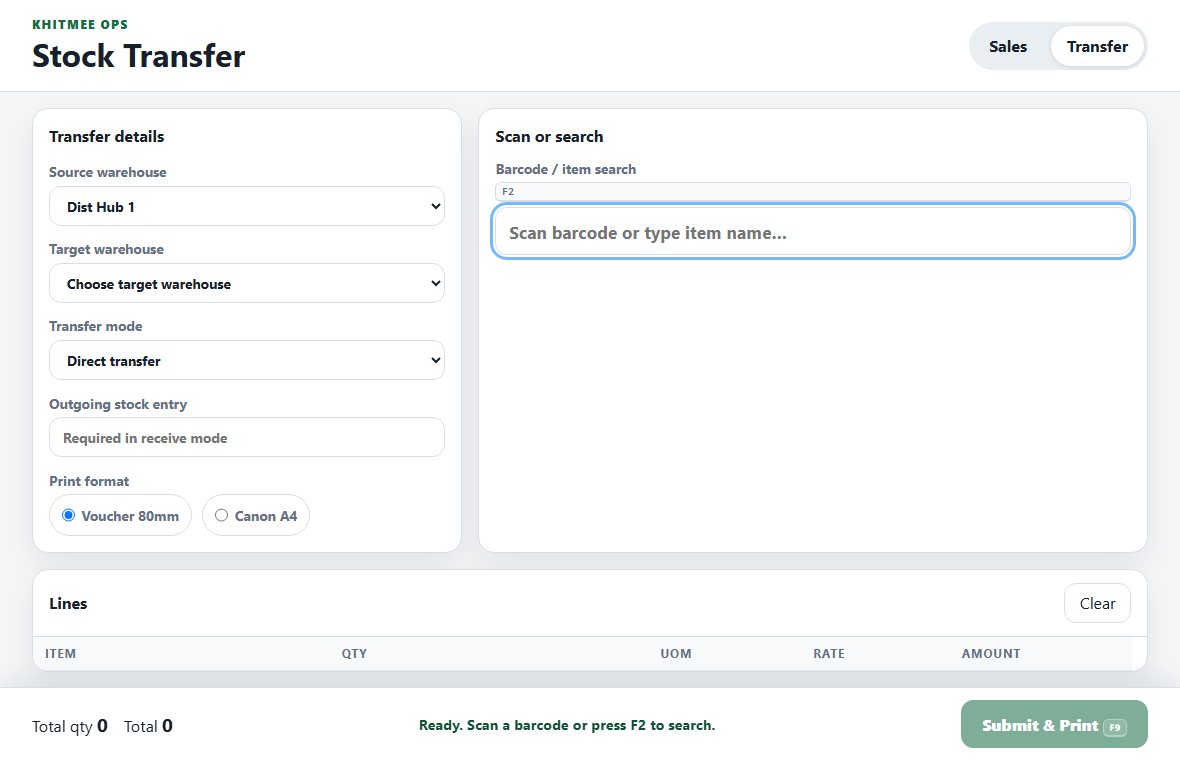 KHITMEE OPS
Stock Transfer
Sales
Transfer
Transfer details
Source warehouse
Dist Hub 1
Target warehouse
Choose target warehouse
Transfer mode
Direct transfer
Outgoing stock entry
Required in receive mode
Print format
Voucher 80mm
Canon A4
Scan or search
Barcode / item search
F2
Scan barcode or type item name...
Lines
Clear
ITEM QTY UOM RATE AMOUNT
Total qty 0 Total 0
Ready. Scan a barcode or press F2 to search.
Submit & Print F9